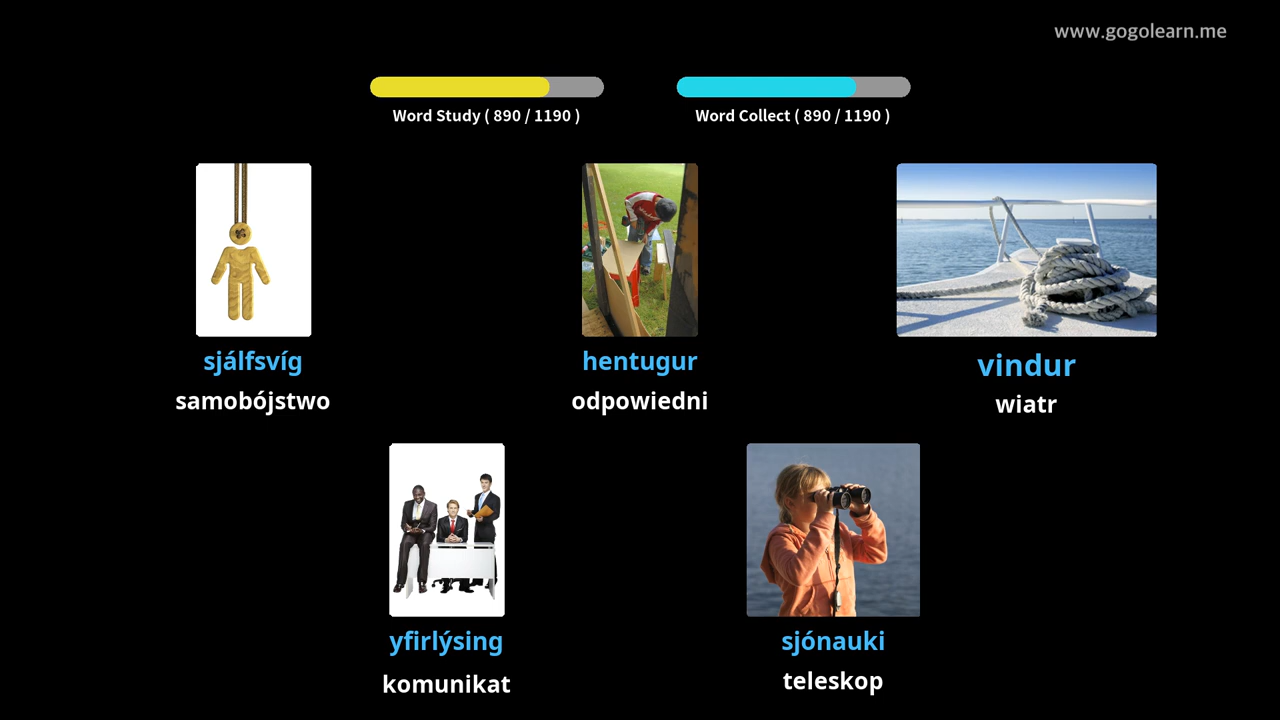 www.gogolearn.me
Word Study ( 890 / 1190 )
Word Collect ( 890 / 1190 )
sjálfsvíg
samobójstwo
hentugur
odpowiedni
vindur
wiatr
yfirlýsing
komunikat
sjónauki
teleskop